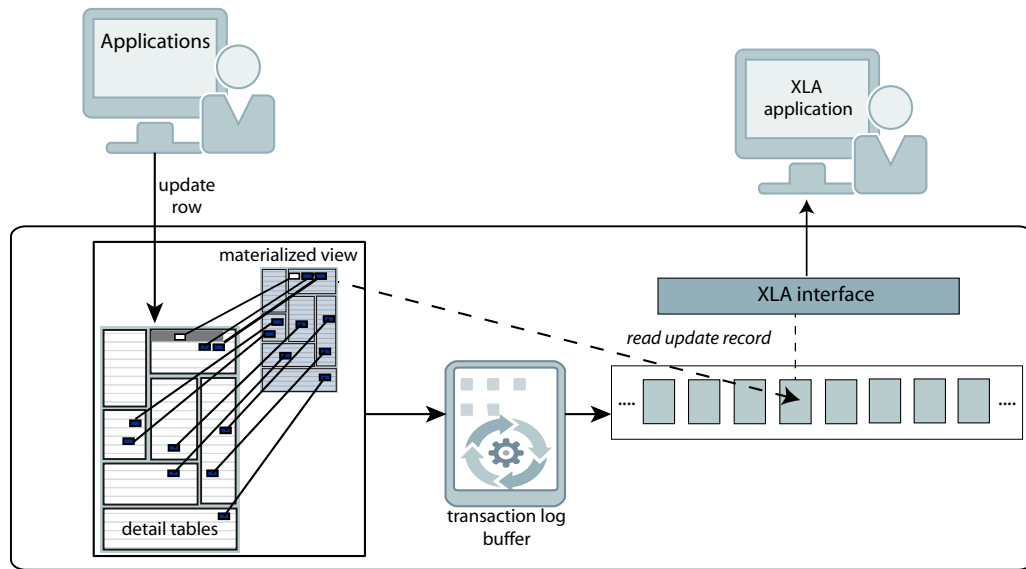 Applications
XLA
application
update
row
materialized view
XLA interface
read update record
....
....
detail tables
transaction log
buffer